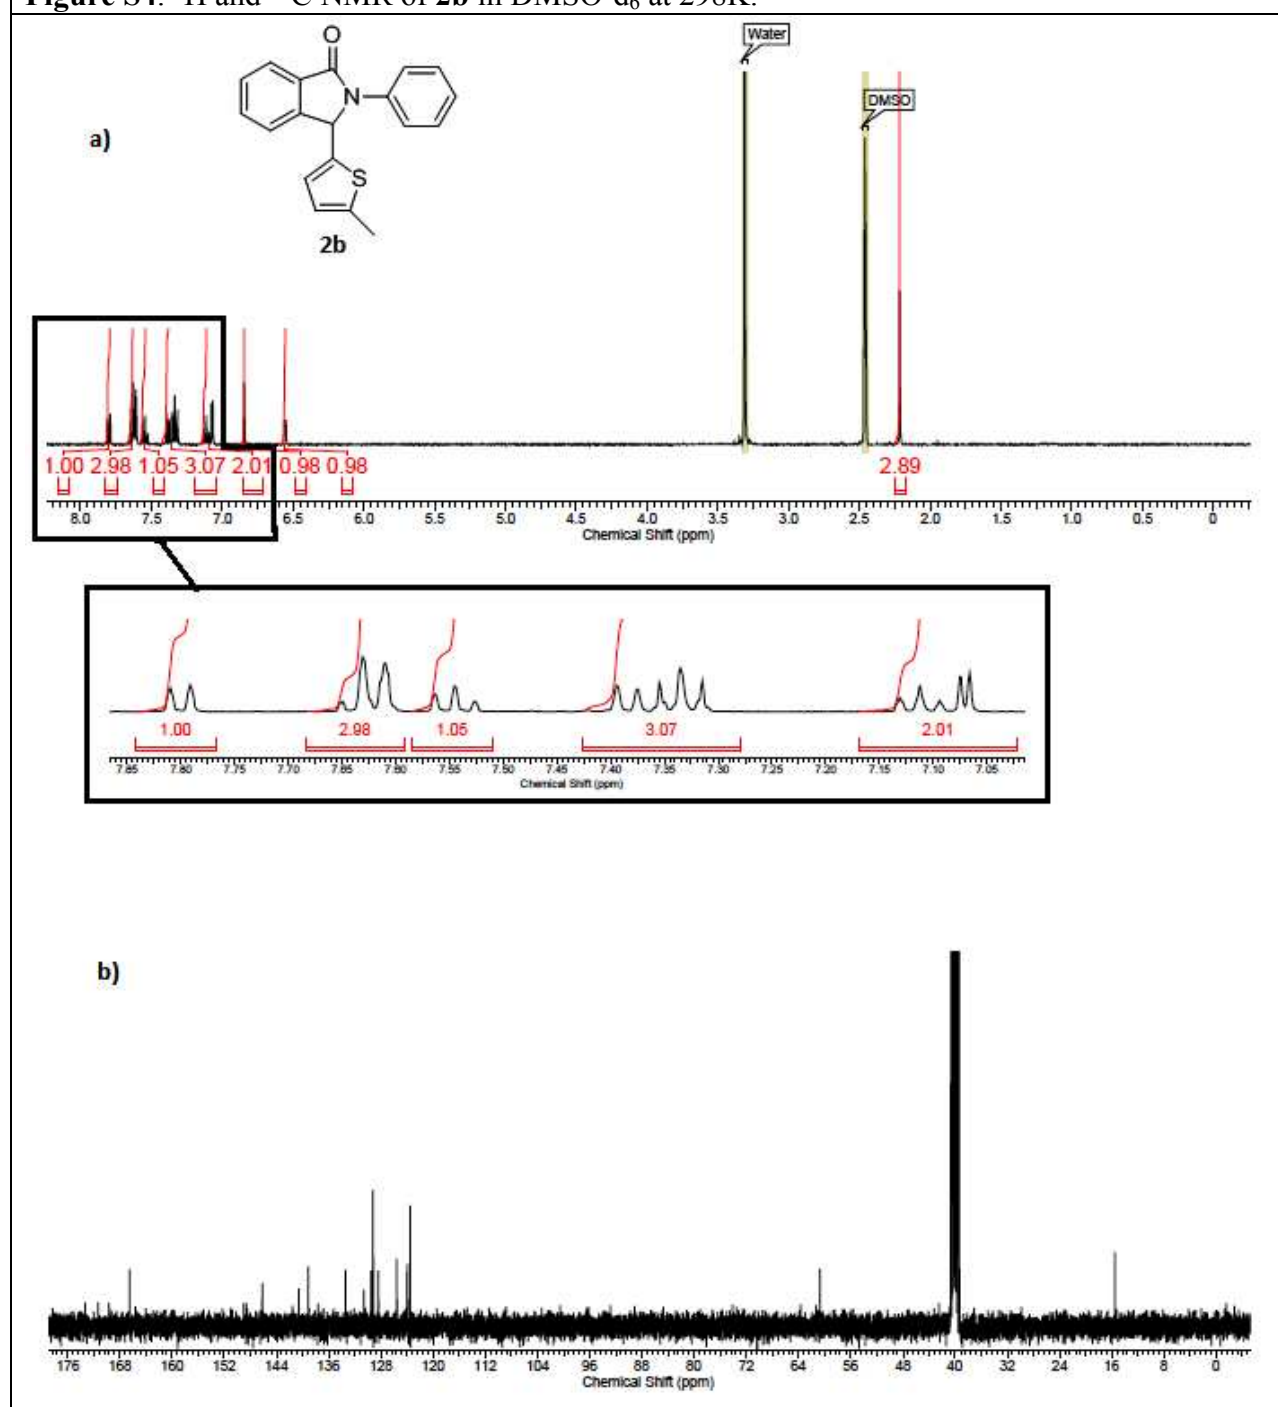 Figure S4. H and C NMR of 2b in DMSO-d6 at 298K.
Water
O
N
DMSO
a)
S
2b
1.00 2.98 1.05 3.07 2.01 0.98 0.98
2.89
8.0 7.5 7.0 6.5 6.0 5.5 5.0 4.5 4.0 3.5 3.0 2.5 2.0 1.5 1.0 0.5 0
Chemical Shift (ppm)
1.00 2.98 1.05 3.07 2.01
7.85 7.80 7.75 7.70 7.65 7.60 7.55 7.50 7.45 7.40 7.35 7.30 7.25 7.20 7.15 7.10 7.05
Chemical Shift (ppm)
b)
176 168 160 152 144 136 128 120 112 104 96 88 80 72 64 56 48 40 32 24 16 8 0
Chemical Shift (ppm)